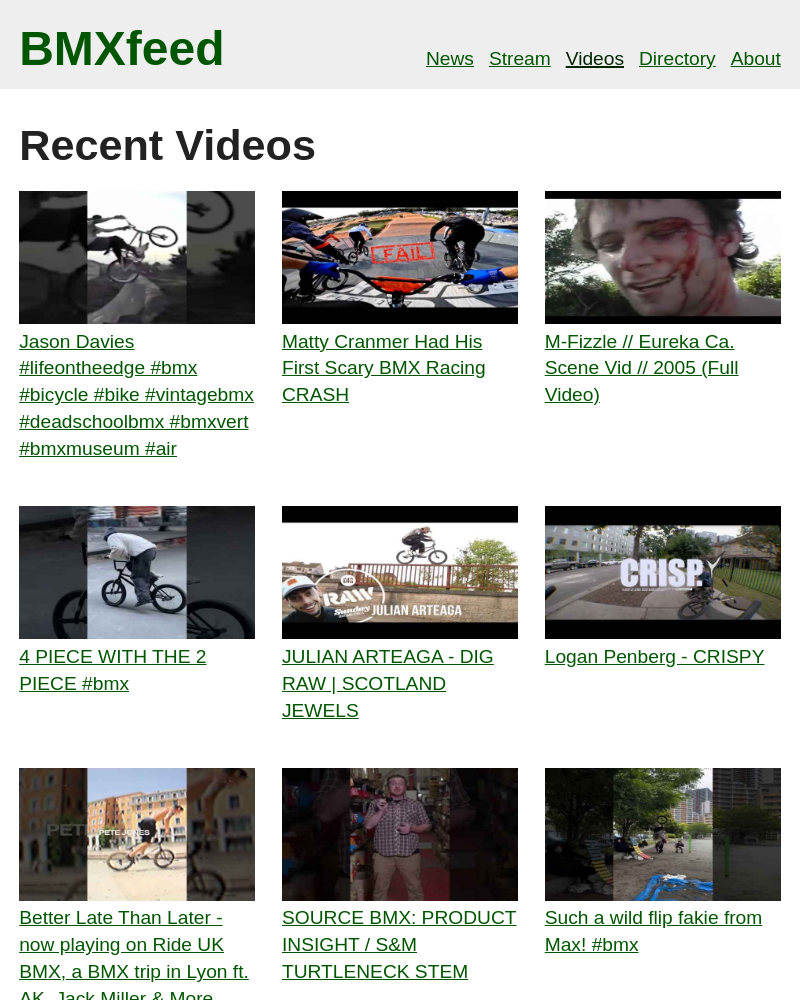 BMXfeed
News Stream Videos Directory About
Recent Videos
FAIL
Jason Davies
#lifeontheedge #bmx
#bicycle #bike #vintagebmx
#deadschoolbmx #bmxvert
#bmxmuseum #air
Matty Cranmer Had His
First Scary BMX Racing
CRASH
M-Fizzle // Eureka Ca.
Scene Vid // 2005 (Full
Video)
DIG
RAW
Sunday
JULIAN ARTEAGA
CRISP.Y
4 PIECE WITH THE 2
PIECE #bmx
JULIAN ARTEAGA - DIG
RAW | SCOTLAND
JEWELS
Logan Penberg - CRISPY
PETE JONES
Better Late Than Later -
now playing on Ride UK
BMX, a BMX trip in Lyon ft.
AK, Jack Miller & More
SOURCE BMX: PRODUCT
INSIGHT / S&M
TURTLENECK STEM
Such a wild flip fakie from
Max! #bmx